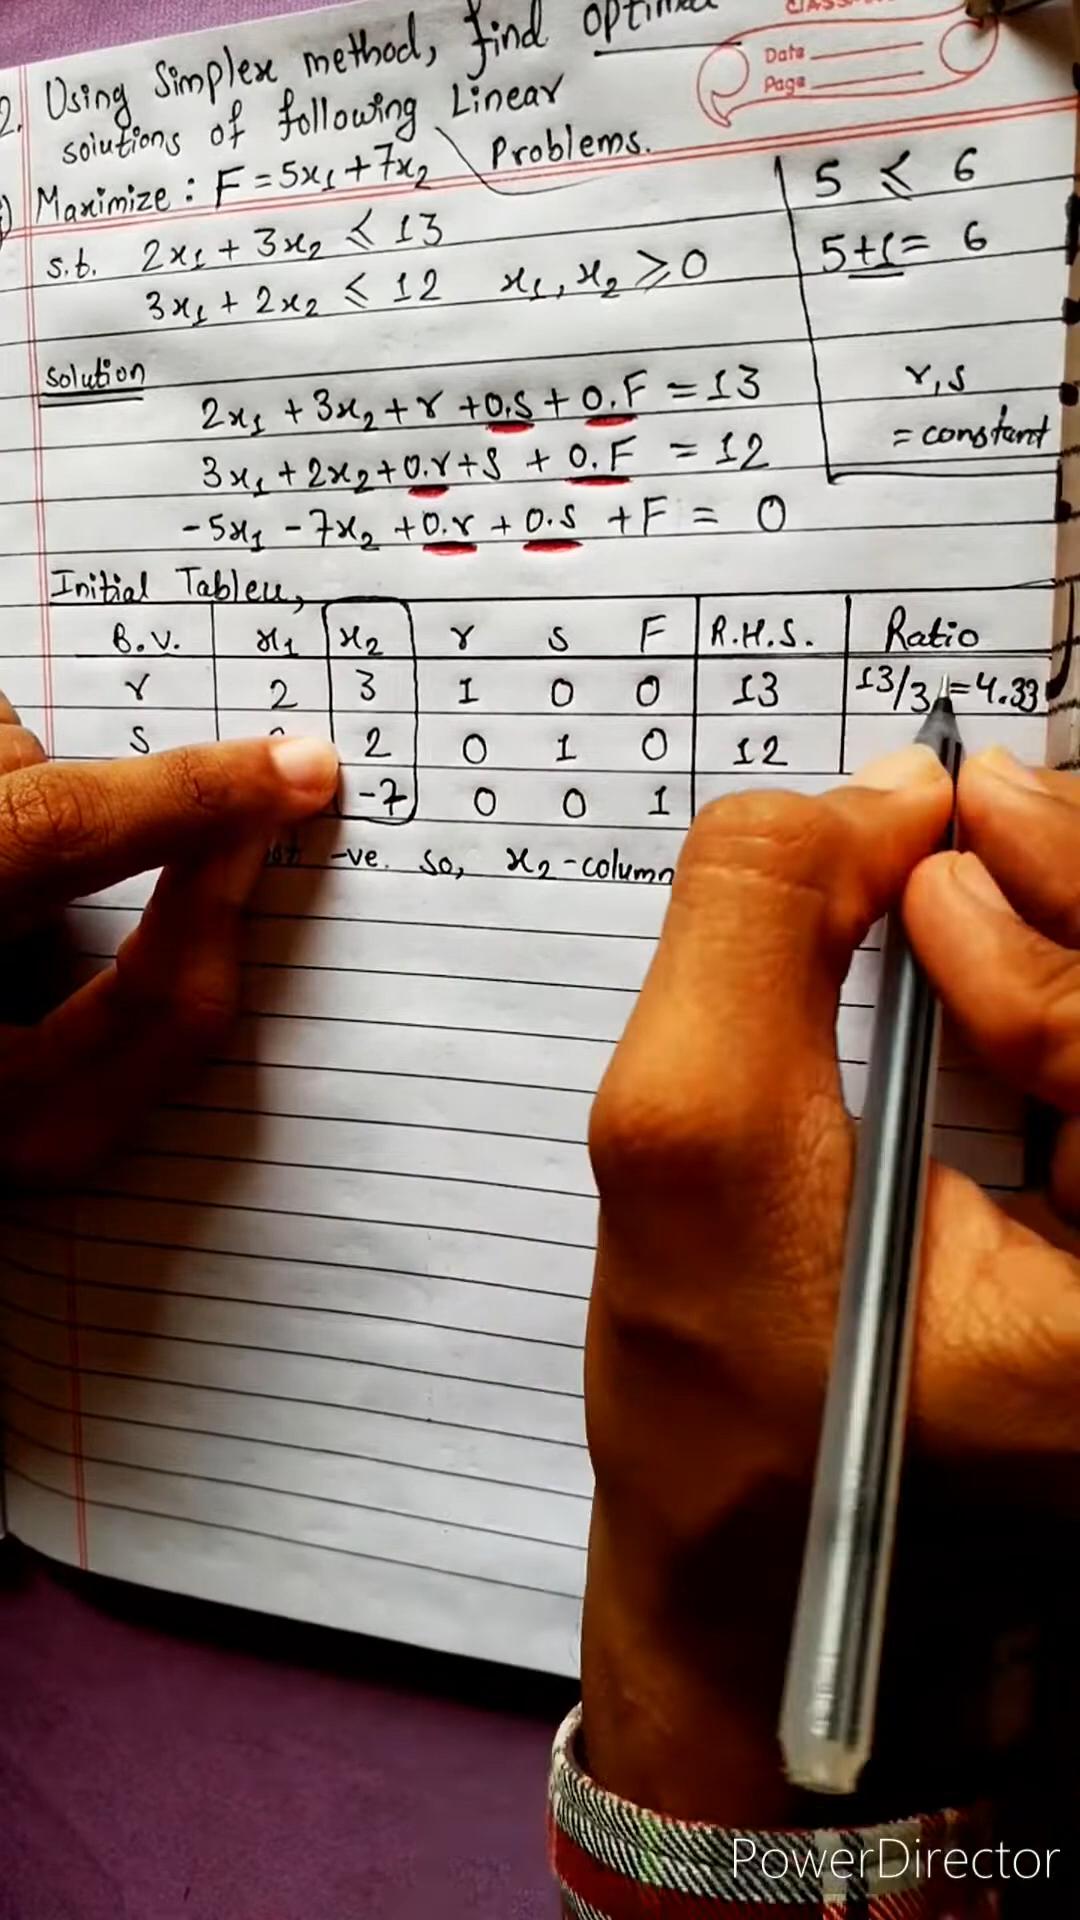 2. Using Simplex method, find
solutions of following Linear
Problems.
Date
Page
i) Maximize : F = 5x₁ + 7x₂
s.t. 2x₁ + 3x₂ ≤ 13
3x₁ + 2x₂ ≤ 12 x₁, x₂ ≥ 0
5 ≤ 6
5+1 = 6
r, s
= constant
Solution
2x₁ + 3x₂ + r + 0.s + 0.F = 13
3x₁ + 2x₂ + 0.r + s + 0.F = 12
-5x₁ - 7x₂ + 0.r + 0.s + F = 0
Initial Tableu,
B.V. x₁ x₂ r s F R.H.S. Ratio
r 2 3 1 0 0 13 13/3 = 4.33
s 2 0 1 0 12
-7 0 0 1
-ve. so, x₂-column
PowerDirector